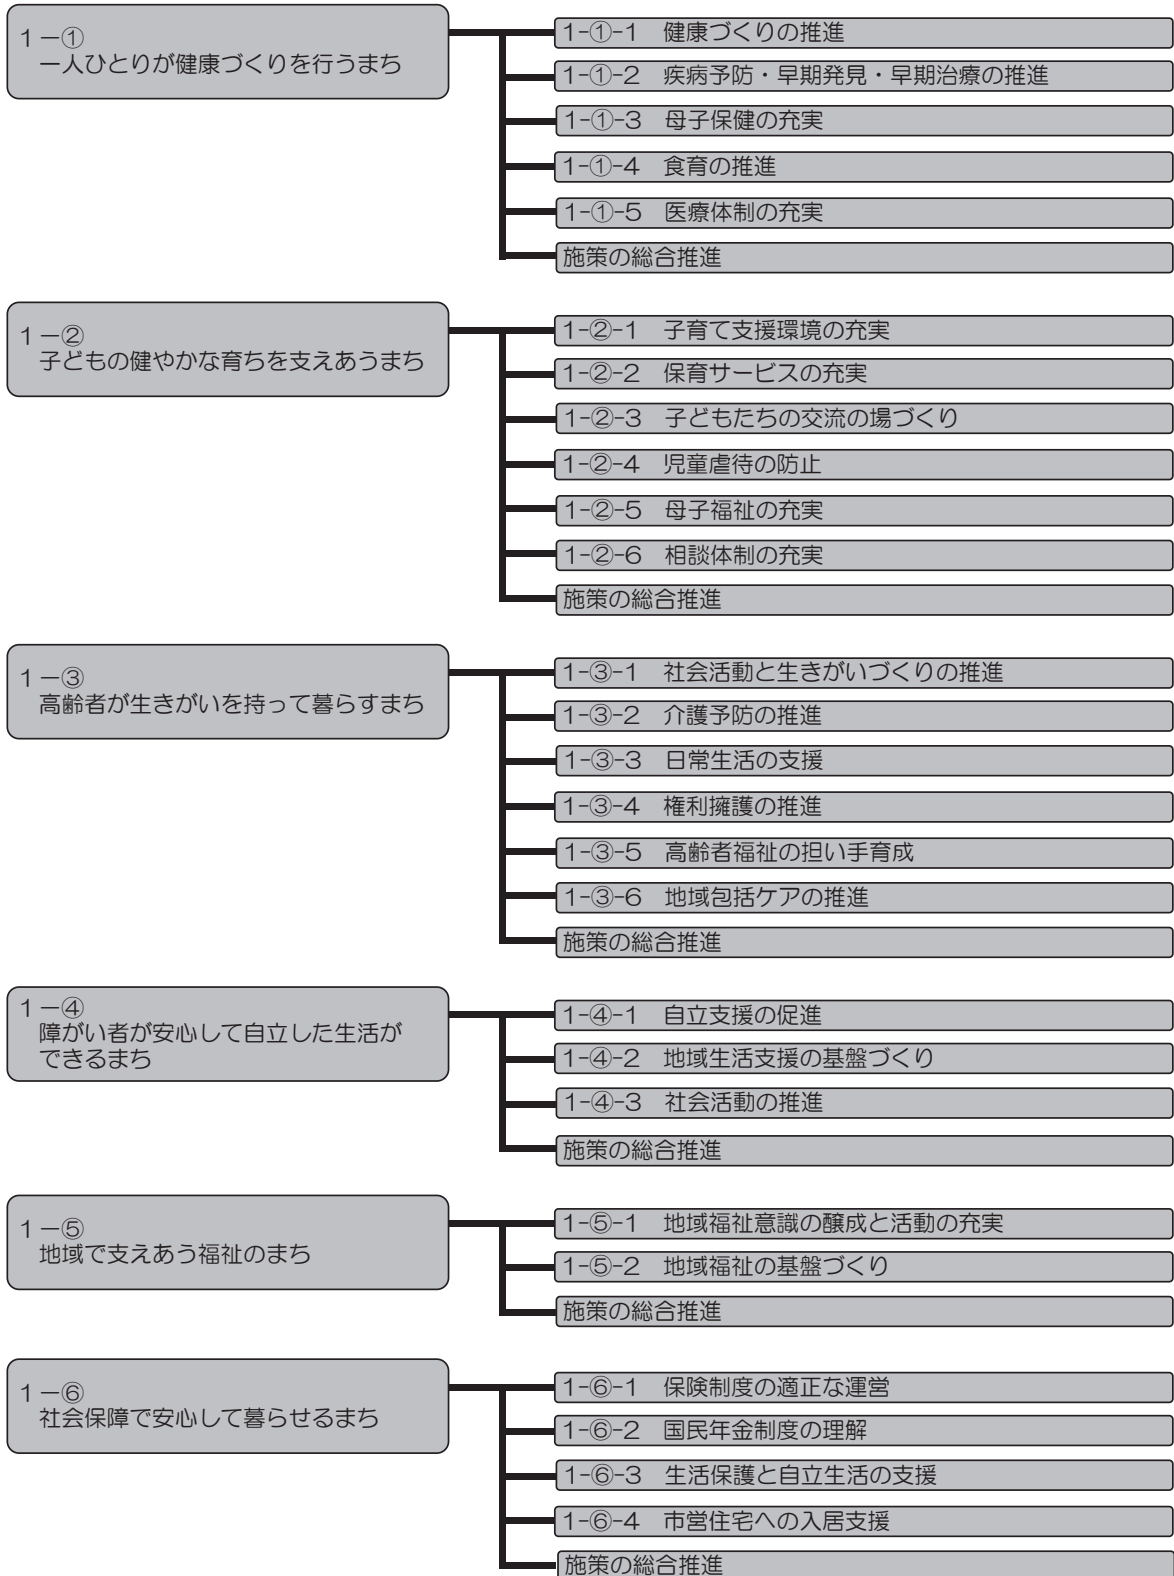 1－①
一人ひとりが健康づくりを行うまち
1-①-1　健康づくりの推進
1-①-2　疾病予防・早期発見・早期治療の推進
1-①-3　母子保健の充実
1-①-4　食育の推進
1-①-5　医療体制の充実
施策の総合推進
1－②
子どもの健やかな育ちを支えあうまち
1-②-1　子育て支援環境の充実
1-②-2　保育サービスの充実
1-②-3　子どもたちの交流の場づくり
1-②-4　児童虐待の防止
1-②-5　母子福祉の充実
1-②-6　相談体制の充実
施策の総合推進
1－③
高齢者が生きがいを持って暮らすまち
1-③-1　社会活動と生きがいづくりの推進
1-③-2　介護予防の推進
1-③-3　日常生活の支援
1-③-4　権利擁護の推進
1-③-5　高齢者福祉の担い手育成
1-③-6　地域包括ケアの推進
施策の総合推進
1－④
障がい者が安心して自立した生活が
できるまち
1-④-1　自立支援の促進
1-④-2　地域生活支援の基盤づくり
1-④-3　社会活動の推進
施策の総合推進
1－⑤
地域で支えあう福祉のまち
1-⑤-1　地域福祉意識の醸成と活動の充実
1-⑤-2　地域福祉の基盤づくり
施策の総合推進
1－⑥
社会保障で安心して暮らせるまち
1-⑥-1　保険制度の適正な運営
1-⑥-2　国民年金制度の理解
1-⑥-3　生活保護と自立生活の支援
1-⑥-4　市営住宅への入居支援
施策の総合推進